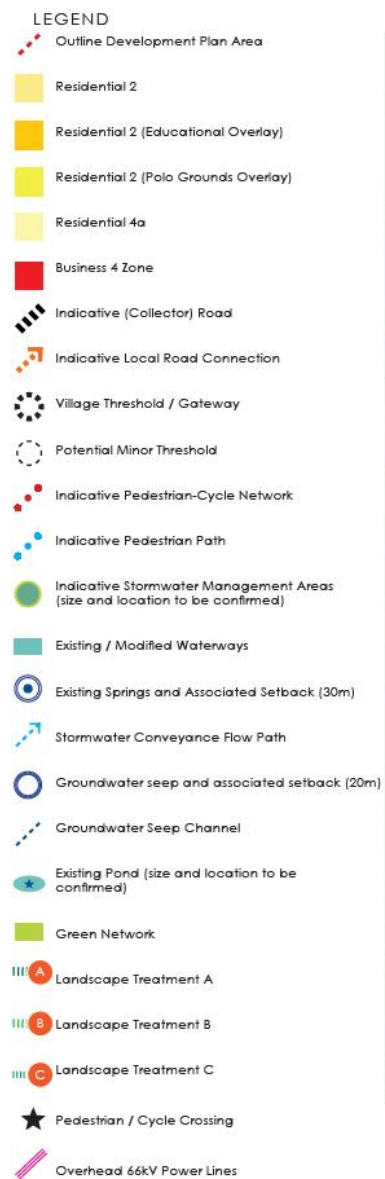 LEGEND
Outline Development Plan Area
Residential 2
Residential 2 (Educational Overlay)
Residential 2 (Polo Grounds Overlay)
Residential 4a
Business 4 Zone
Indicative (Collector) Road
Indicative Local Road Connection
Village Threshold / Gateway
Potential Minor Threshold
Indicative Pedestrian-Cycle Network
Indicative Pedestrian Path
Indicative Stormwater Management Areas
(size and location to be confirmed)
Existing / Modified Waterways
Existing Springs and Associated Setback (30m)
Stormwater Conveyance Flow Path
Groundwater seep and associated setback (20m)
Groundwater Seep Channel
Existing Pond (size and location to be
confirmed)
Green Network
A Landscape Treatment A
B Landscape Treatment B
C Landscape Treatment C
Pedestrian / Cycle Crossing
Overhead 66kV Power Lines